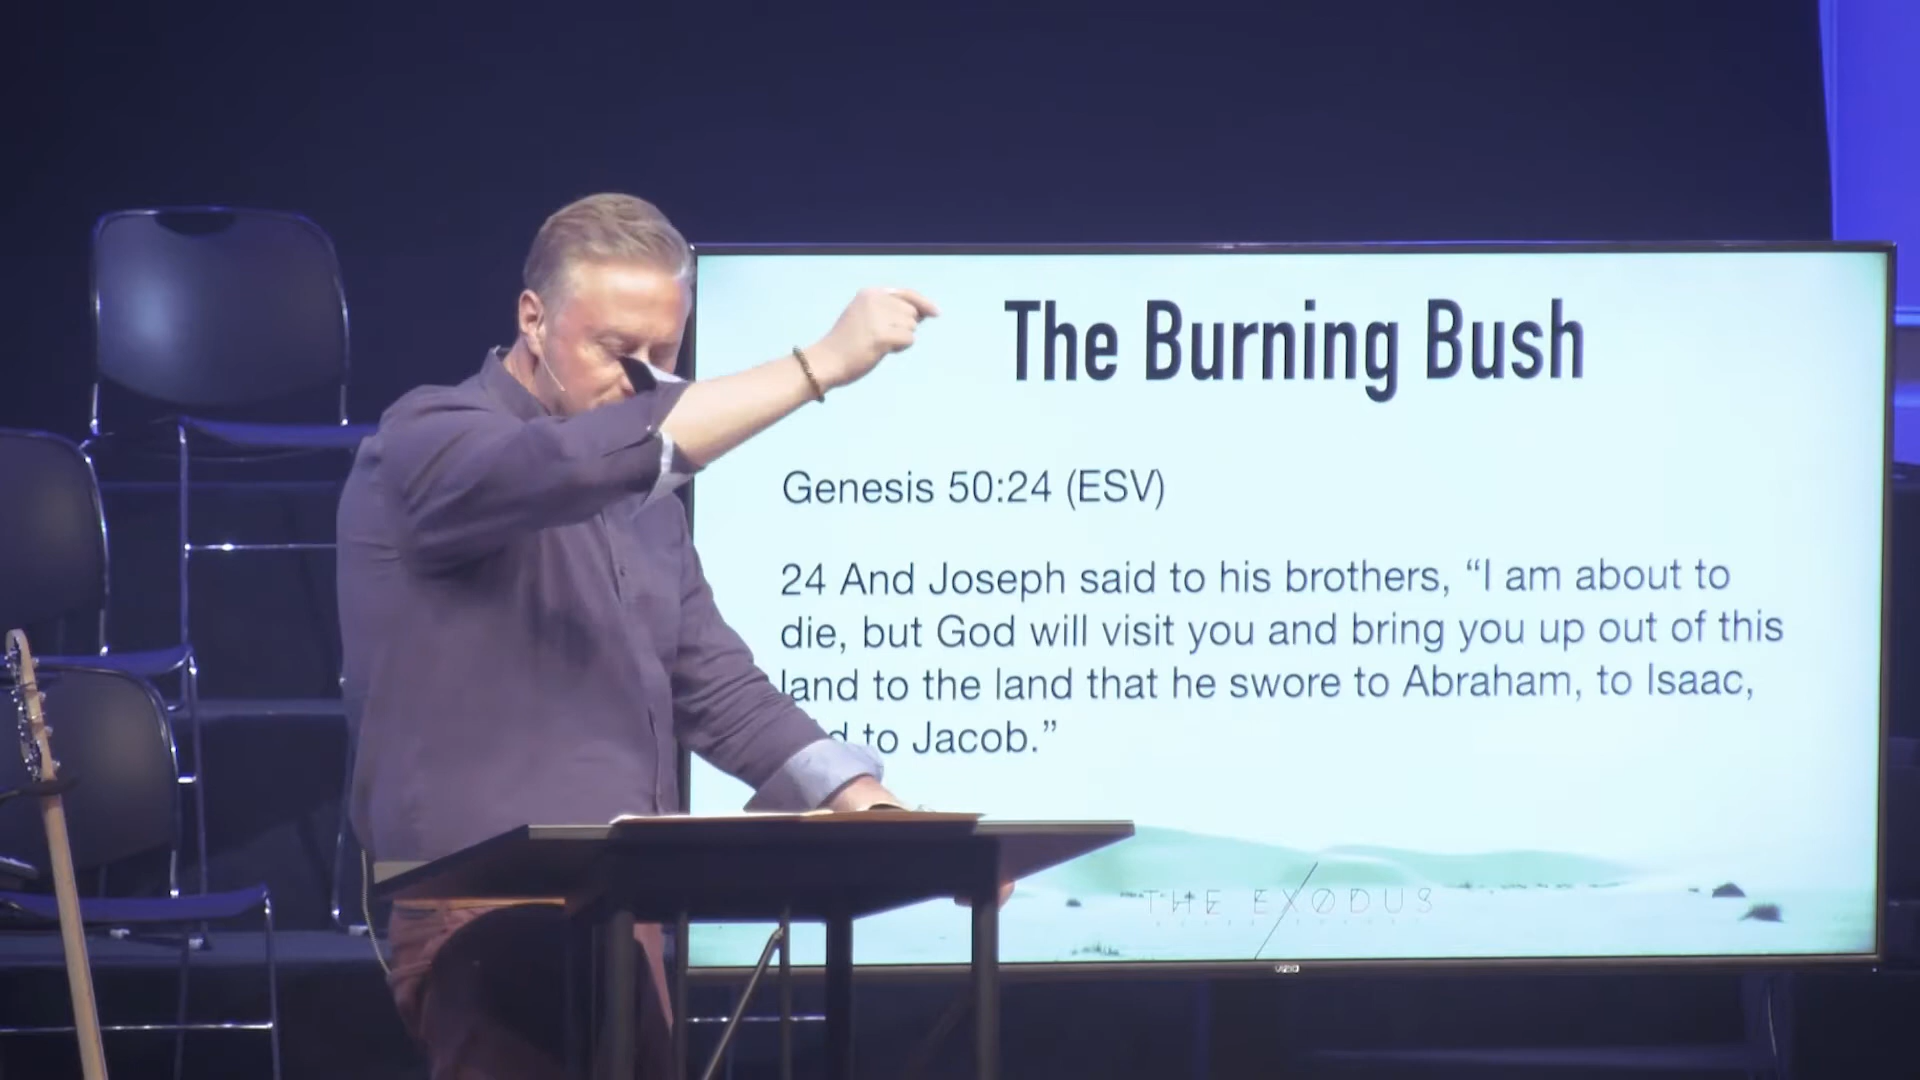 The Burning Bush
Genesis 50:24 (ESV)
24 And Joseph said to his brothers, “I am about to
die, but God will visit you and bring you up out of this
land to the land that he swore to Abraham, to Isaac,
to Jacob.”
THE EXODUS
VIZIO